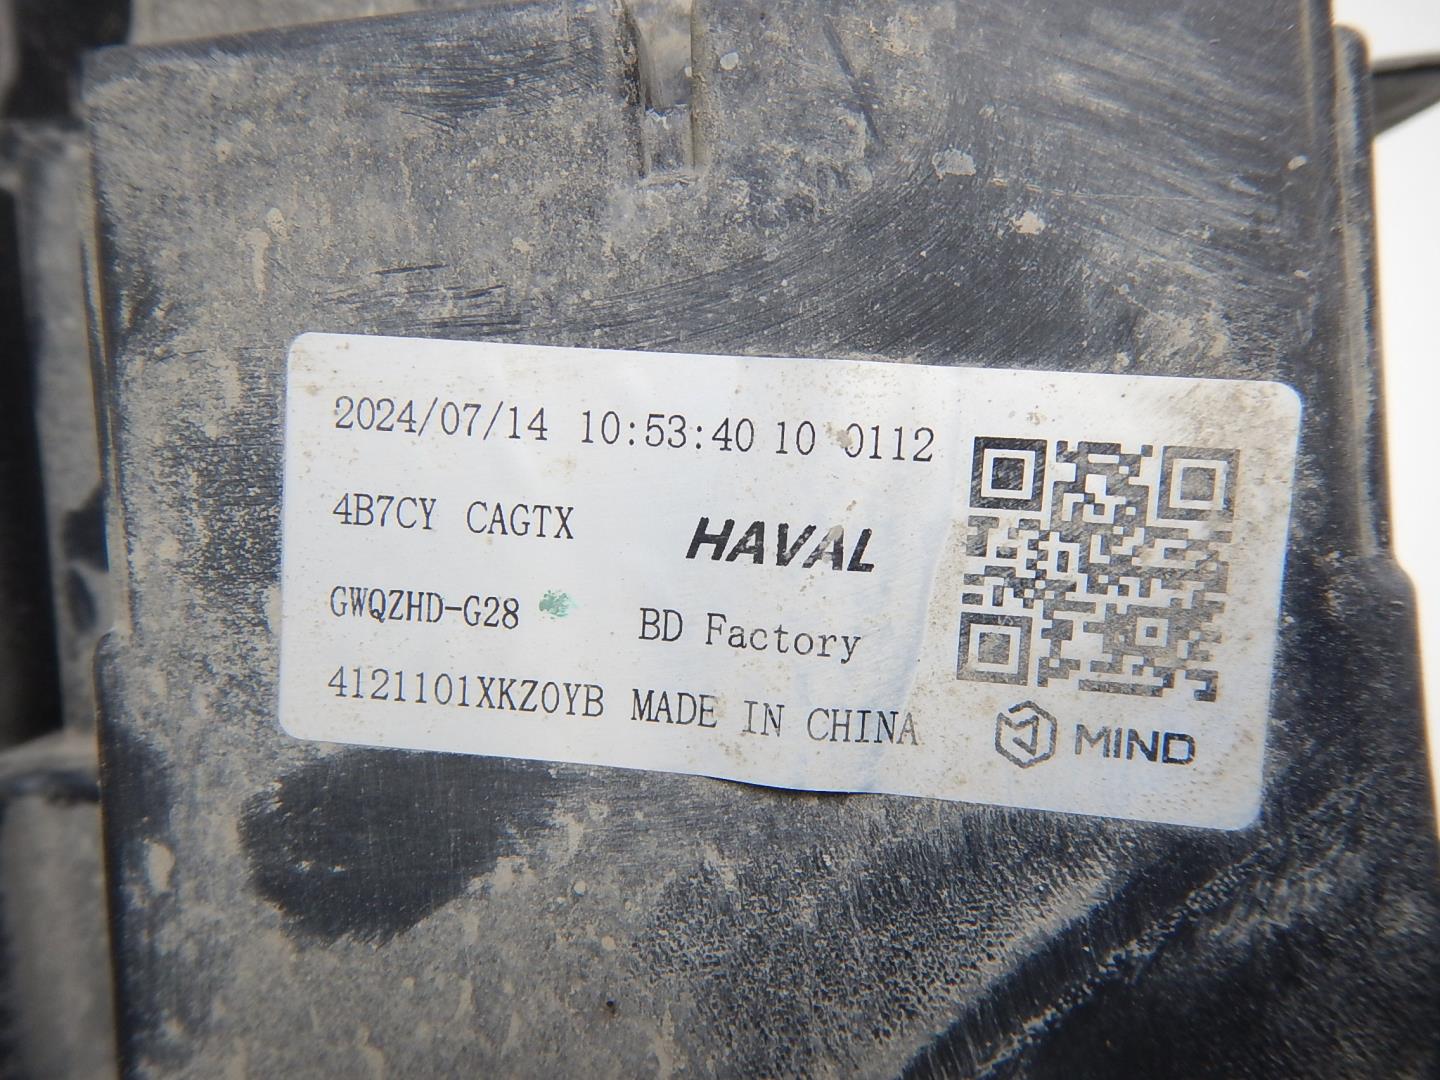 2024/07/14 10:53:40 10 0112
4B7CY CAGTX
HAVAL
GWQZHD-G28
BD Factory
4121101XKZ0YB MADE IN CHINA
MIND